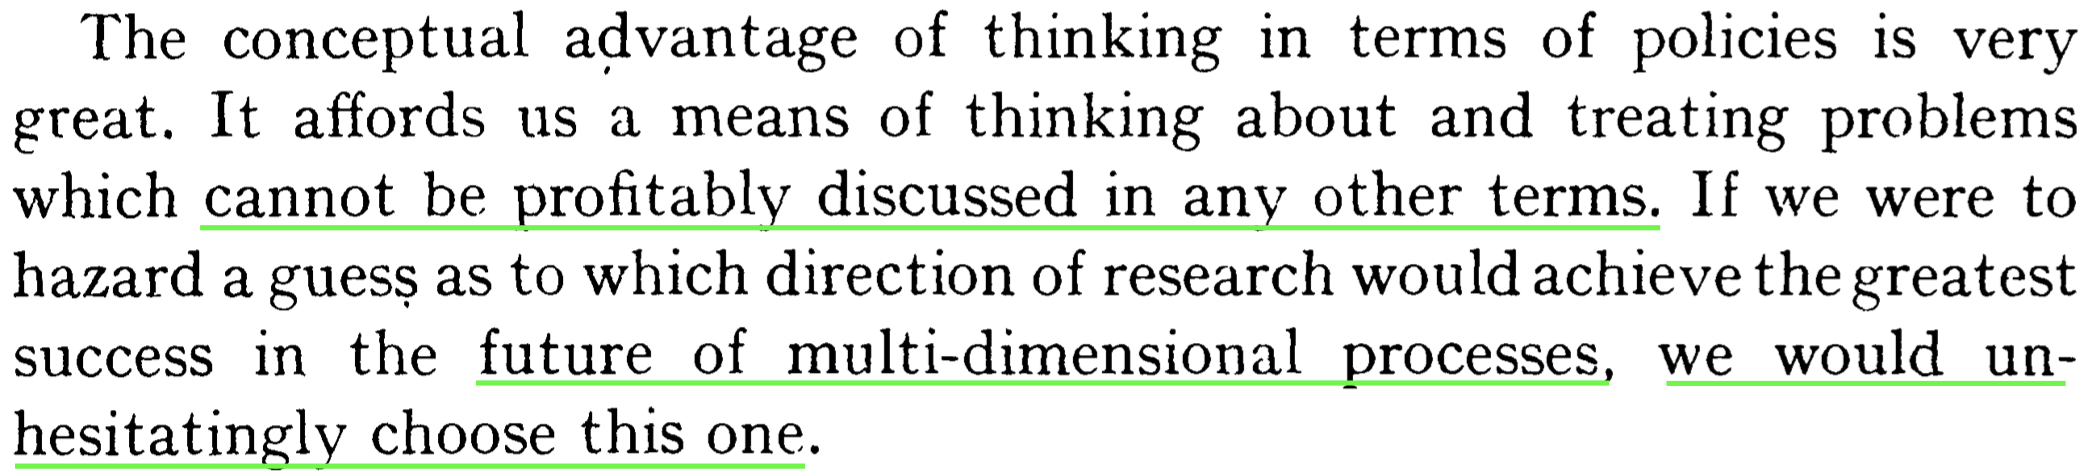 The conceptual advantage of thinking in terms of policies is very
great. It affords us a means of thinking about and treating problems
which cannot be profitably discussed in any other terms. If we were to
hazard a guess as to which direction of research would achieve the greatest
success in the future of multi-dimensional processes, we would un-
hesitatingly choose this one.